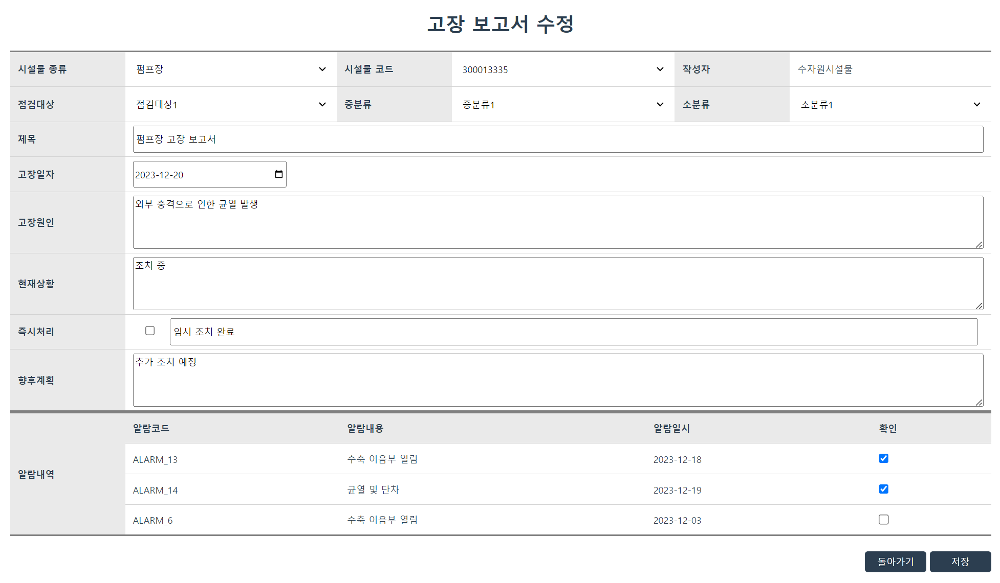 고장 보고서 수정
시설물 종류 펌프장 시설물 코드 300013335 작성자 수자원시설물
점검대상 점검대상1 중분류 중분류1 소분류 소분류1
제목 펌프장 고장 보고서
고장일자 2023-12-20
고장원인 외부 충격으로 인한 균열 발생
현재상황 조치 중
즉시처리 임시 조치 완료
향후계획 추가 조치 예정
알람내역
알람코드 알람내용 알람일시 확인
ALARM_13 수축 이음부 열림 2023-12-18
ALARM_14 균열 및 단차 2023-12-19
ALARM_6 수축 이음부 열림 2023-12-03
돌아가기 저장